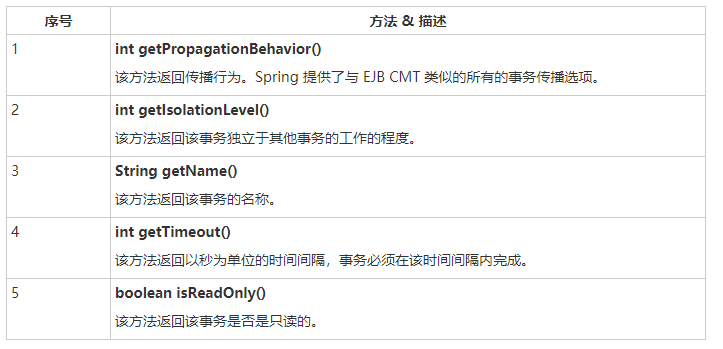 序号 方法 & 描述
1 int getPropagationBehavior()
该方法返回传播行为。Spring 提供了与 EJB CMT 类似的所有的事务传播选项。
2 int getIsolationLevel()
该方法返回该事务独立于其他事务的工作的程度。
3 String getName()
该方法返回该事务的名称。
4 int getTimeout()
该方法返回以秒为单位的时间间隔，事务必须在该时间间隔内完成。
5 boolean isReadOnly()
该方法返回该事务是否是只读的。